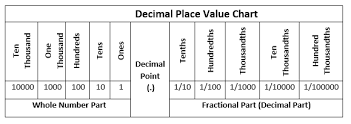 Decimal Place Value Chart
Ten Thousand
One Thousand
Hundreds
Tens
Ones
Decimal Point (.)
Tenths
Hundredths
Thousandths
Ten Thousandths
Hundred Thousandths
10000 1000 100 10 1 1/10 1/100 1/1000 1/10000 1/100000
Whole Number Part Fractional Part (Decimal Part)